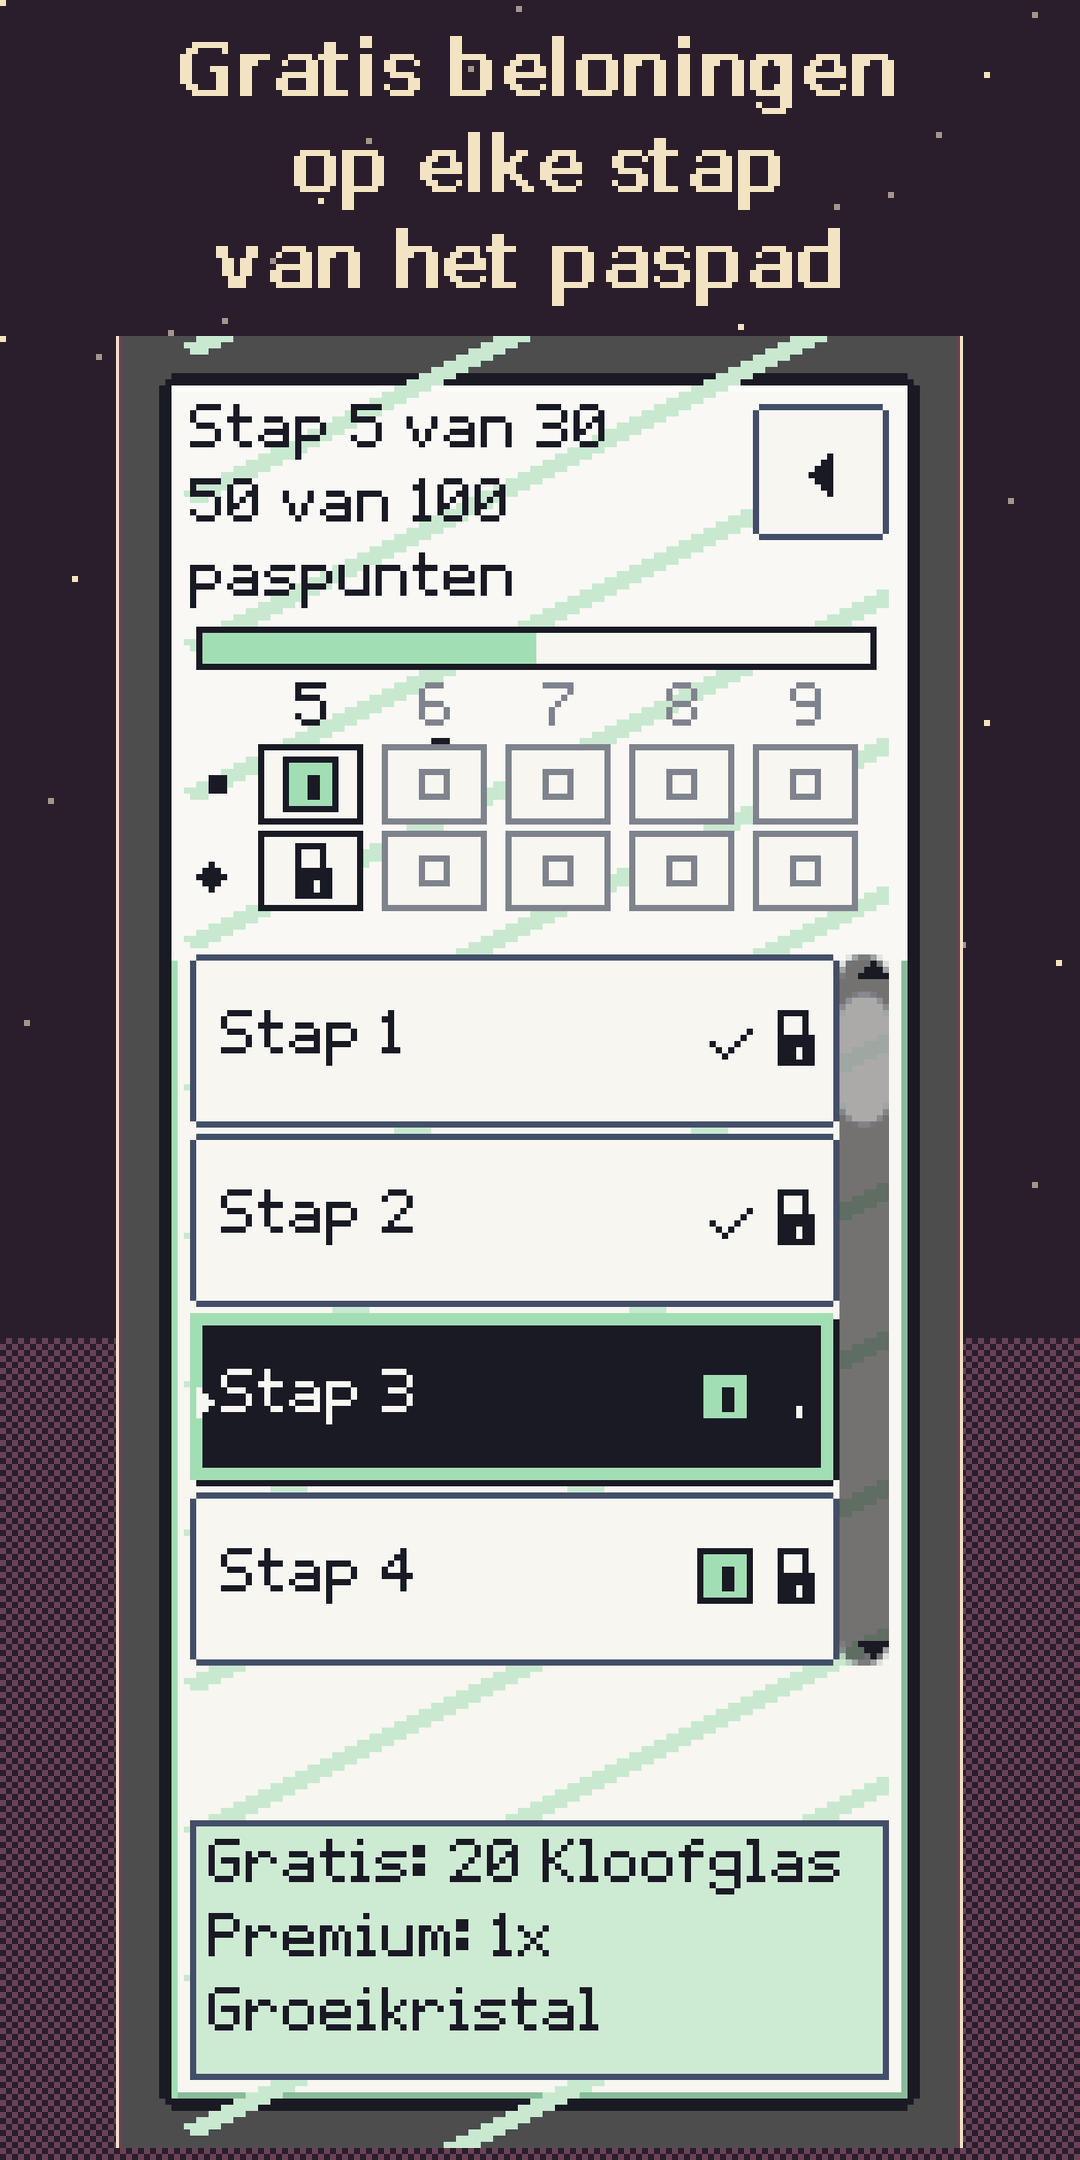 Gratis beloningen
op elke stap
van het paspad
Stap 5 van 30
50 van 100
paspunten
5 6 7 8 9
Stap 1
Stap 2
Stap 3
Stap 4
Gratis: 20 Kloofglas
Premium: 1x
Groeikristal